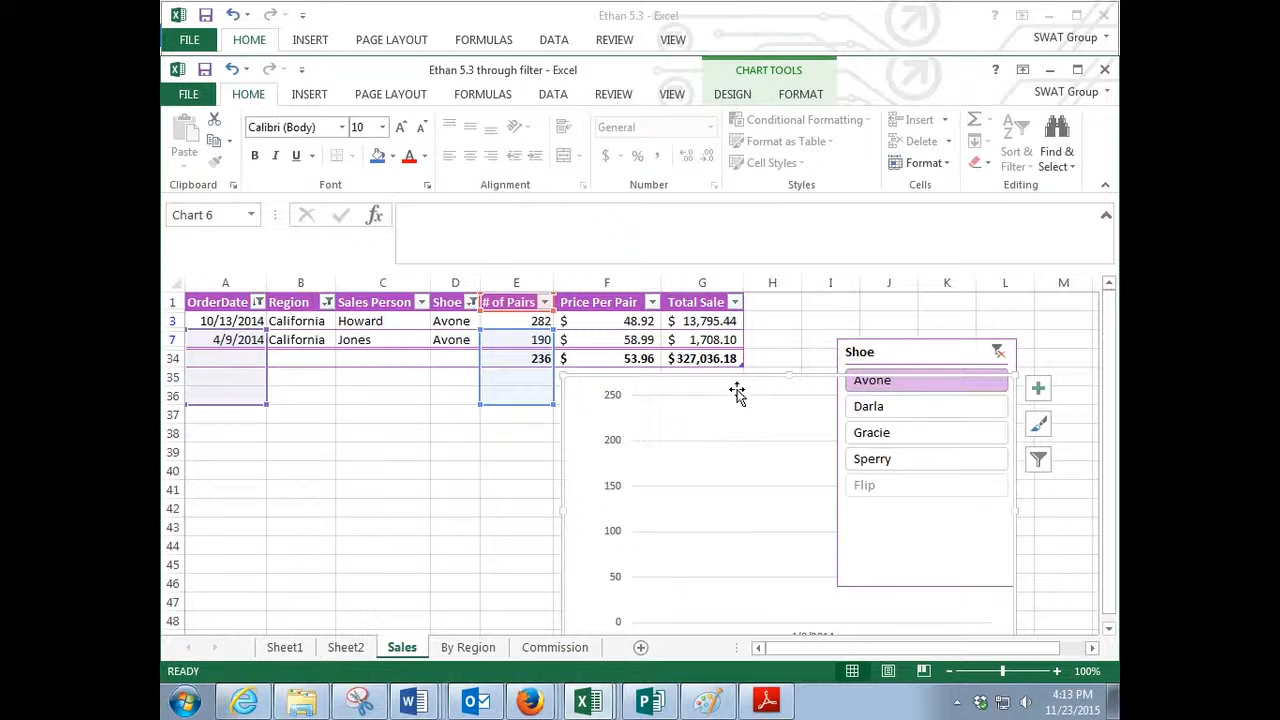 Ethan 5.3 - Excel
FILE HOME INSERT PAGE LAYOUT FORMULAS DATA REVIEW VIEW SWAT Group
Ethan 5.3 through filter - Excel CHART TOOLS
FILE HOME INSERT PAGE LAYOUT FORMULAS DATA REVIEW VIEW DESIGN FORMAT SWAT Group
Calibri (Body) 10 General Conditional Formatting Insert
Paste B I U $ % , Format as Table Delete Sort & Filter Find & Select
Cell Styles Format
Clipboard Font Alignment Number Styles Cells Editing
Chart 6 fx
A B C D E F G H I J K L M
1 OrderDate Region Sales Person Shoe # of Pairs Price Per Pair Total Sale
3 10/13/2014 California Howard Avone 282 $ 48.92 $ 13,795.44
7 4/9/2014 California Jones Avone 190 $ 58.99 $ 1,708.10
34 236 $ 53.96 $ 327,036.18
Shoe
35
Avone
36
250
37
Darla
38
Gracie
39
200
Sperry
40
Flip
41
150
42
43
100
44
45
50
46
47
0
48
Sheet1 Sheet2 Sales By Region Commission
READY 100%
4:13 PM
11/23/2015